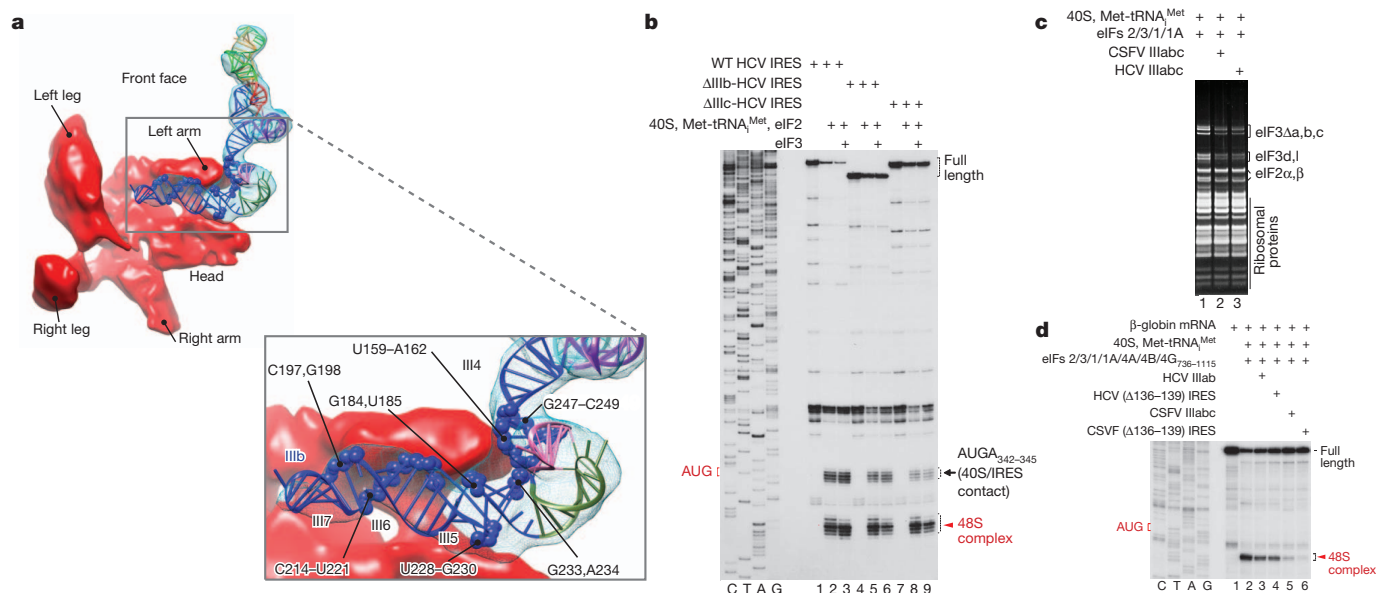 a
Front face
Left leg
Left arm
Head
Right leg
Right arm
U159–A162
III4
C197,G198
G184,U185
G247–C249
IIIb
III7
III6
III5
C214–U221
U228–G230
G233,A234
b
WT HCV IRES + + +
ΔIIIb-HCV IRES + + +
ΔIIIc-HCV IRES + + +
40S, Met-tRNAiMet, eIF2 + + + + + +
eIF3 + + +
Full
length
AUG
AUGA342–345
(40S/IRES
contact)
48S
complex
C T A G 1 2 3 4 5 6 7 8 9
c
40S, Met-tRNAiMet + + +
eIFs 2/3/1/1A + + +
CSFV IIIabc +
HCV IIIabc +
eIF3Δa,b,c
eIF3d,l
eIF2α,β
Ribosomal
proteins
1 2 3
d
β-globin mRNA + + + + + +
40S, Met-tRNAiMet + + + + +
eIFs 2/3/1/1A/4A/4B/4G736–1115 + + + + +
HCV IIIab +
HCV (Δ136–139) IRES +
CSFV IIIabc +
CSVF (Δ136–139) IRES +
Full
length
AUG
48S
complex
C T A G 1 2 3 4 5 6